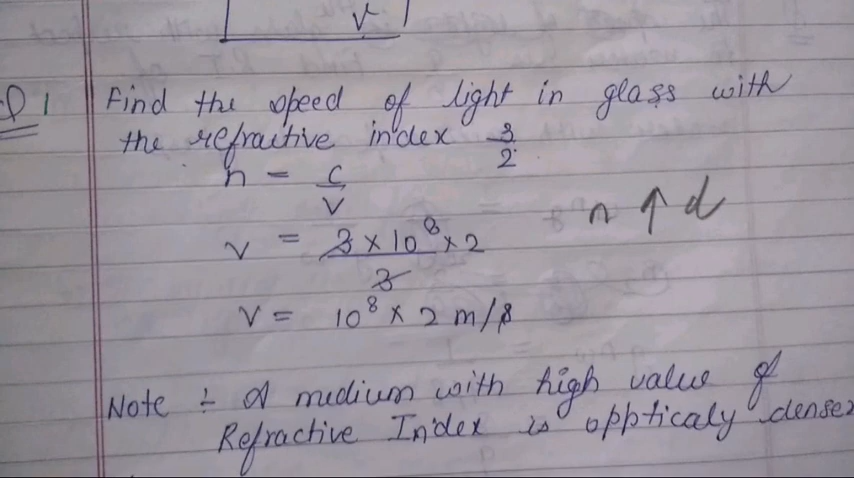 v
Q1 Find the speed of light in glass with
the refractive index 3/2
n = c/v
n ↑ d
v = 3 × 10⁸ × 2 / 3
v = 10⁸ × 2 m/s
Note ÷ A medium with high value of
Refractive Index is oppticaly denser